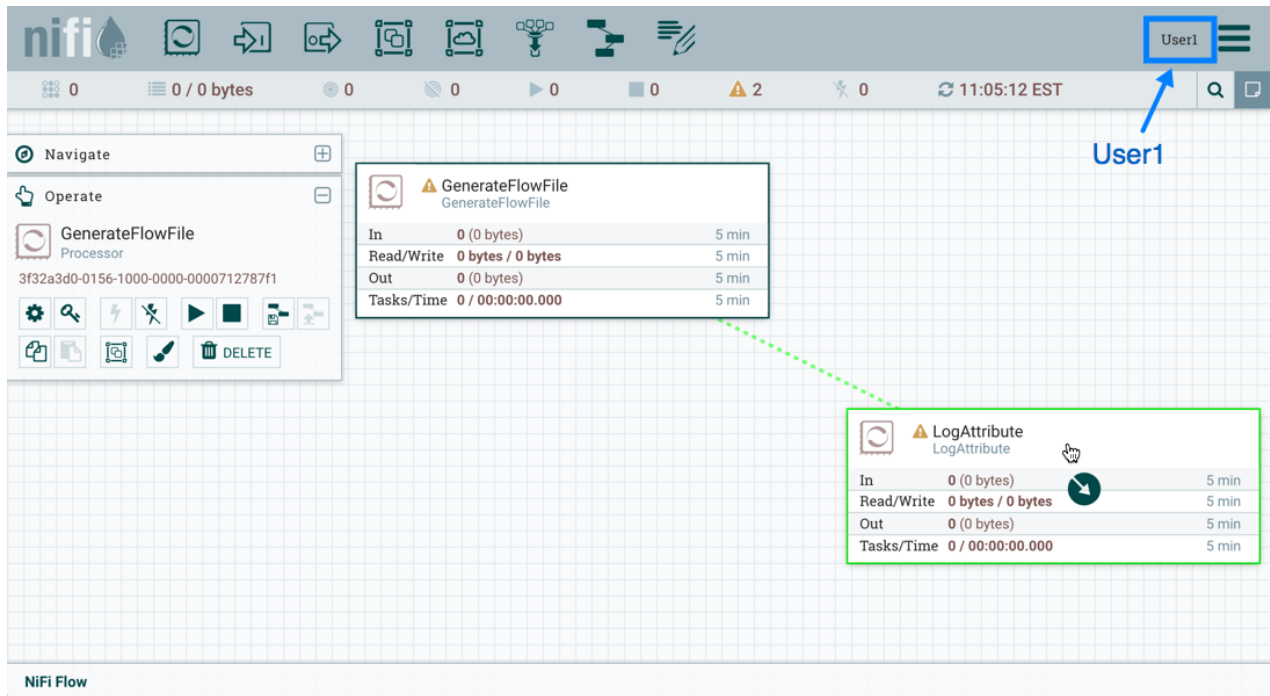 nifi
User1
0
0 / 0 bytes
0
0
0
0
2
0
11:05:12 EST
User1
Navigate
Operate
GenerateFlowFile
Processor
3f32a3d0-0156-1000-0000-0000712787f1
DELETE
GenerateFlowFile
GenerateFlowFile
In 0 (0 bytes) 5 min
Read/Write 0 bytes / 0 bytes 5 min
Out 0 (0 bytes) 5 min
Tasks/Time 0 / 00:00:00.000 5 min
LogAttribute
LogAttribute
In 0 (0 bytes) 5 min
Read/Write 0 bytes / 0 bytes 5 min
Out 0 (0 bytes) 5 min
Tasks/Time 0 / 00:00:00.000 5 min
NiFi Flow